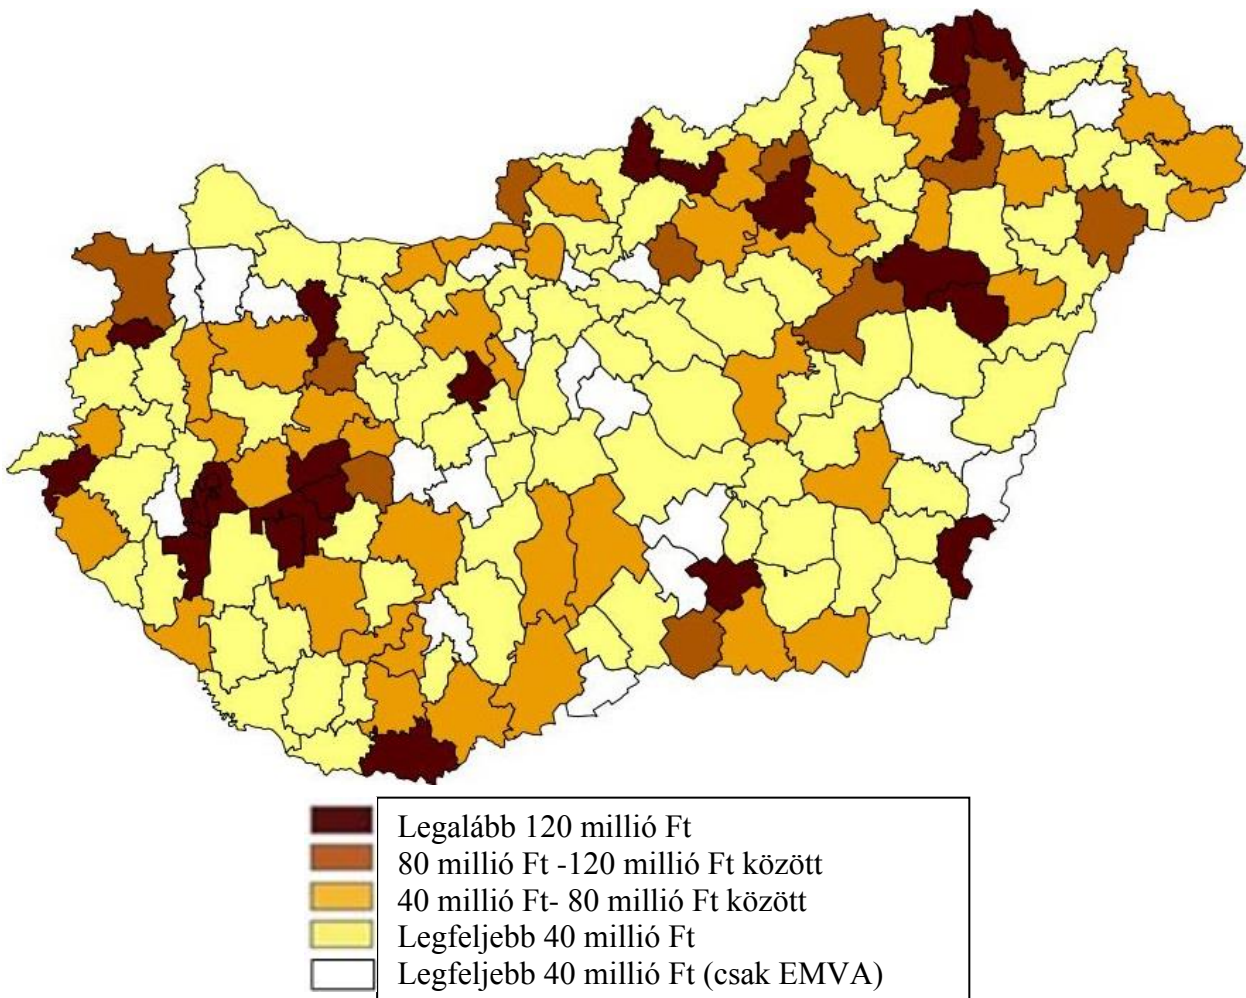 Legalább 120 millió Ft
80 millió Ft -120 millió Ft között
40 millió Ft- 80 millió Ft között
Legfeljebb 40 millió Ft
Legfeljebb 40 millió Ft (csak EMVA)